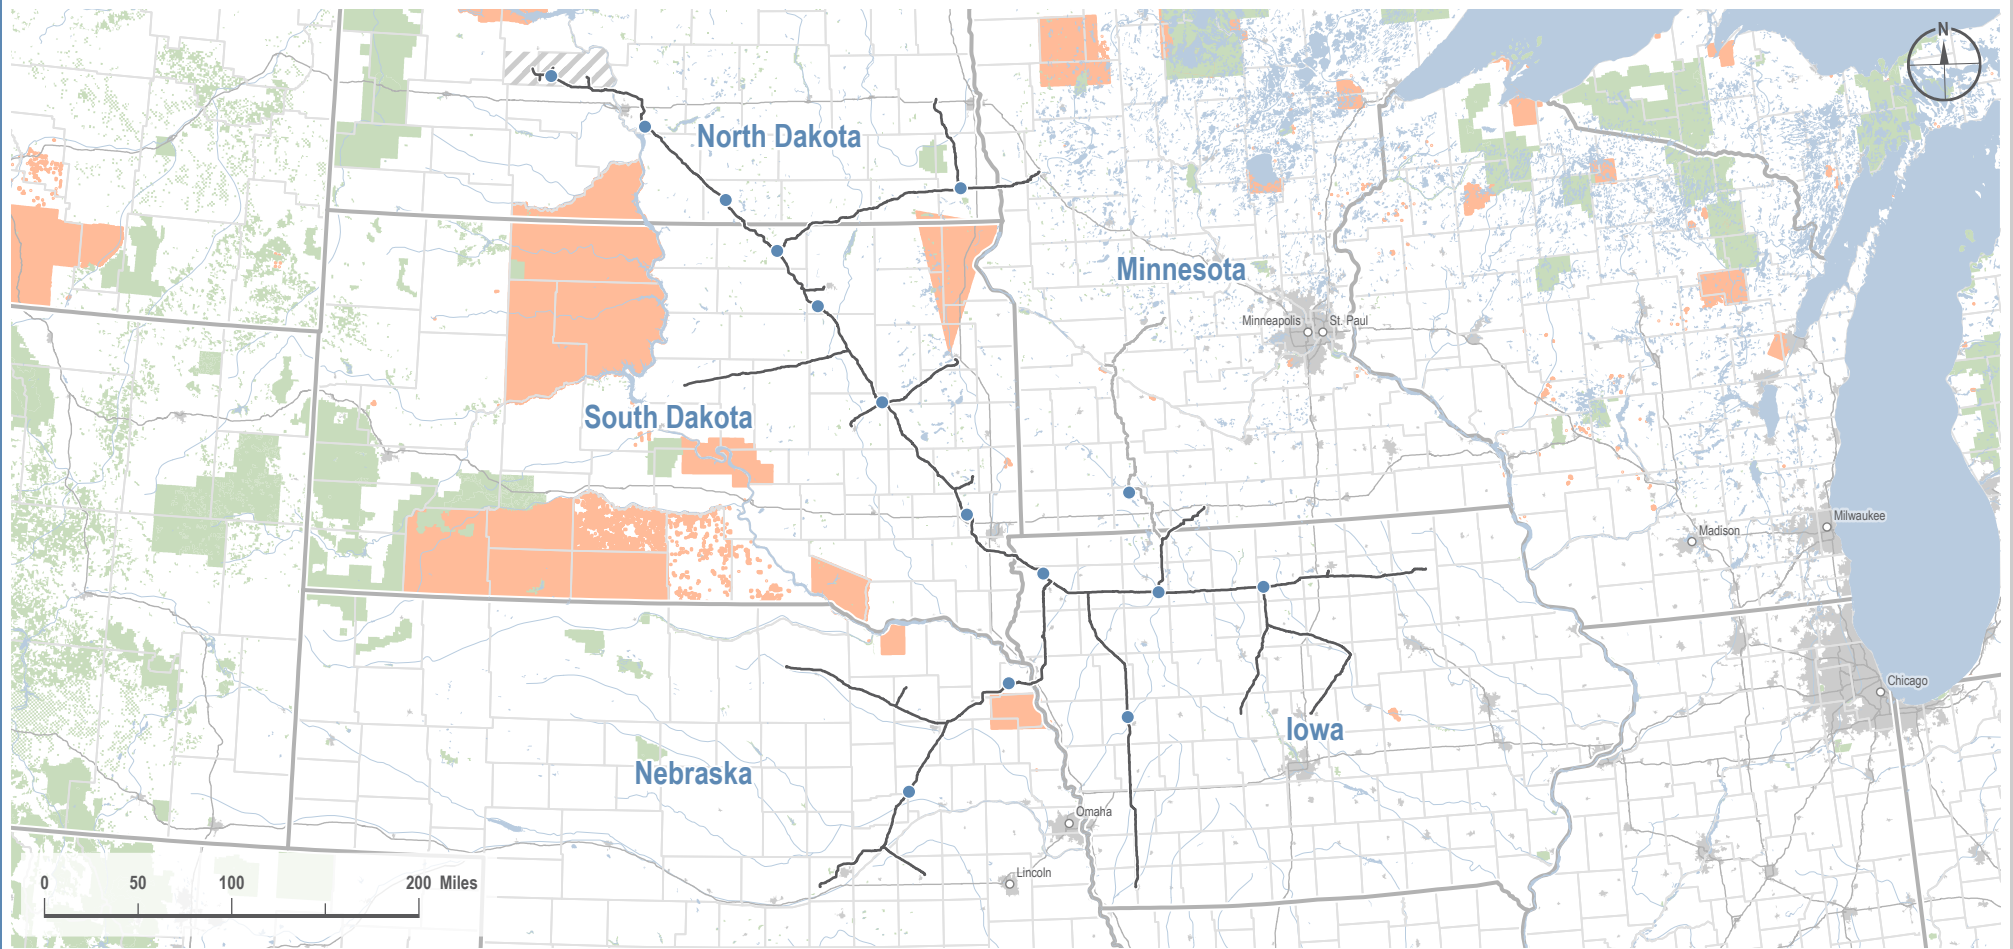 N
North Dakota
Minnesota
Minneapolis
St. Paul
South Dakota
Milwaukee
Madison
Chicago
Iowa
Nebraska
Omaha
Lincoln
0 50 100 200 Miles